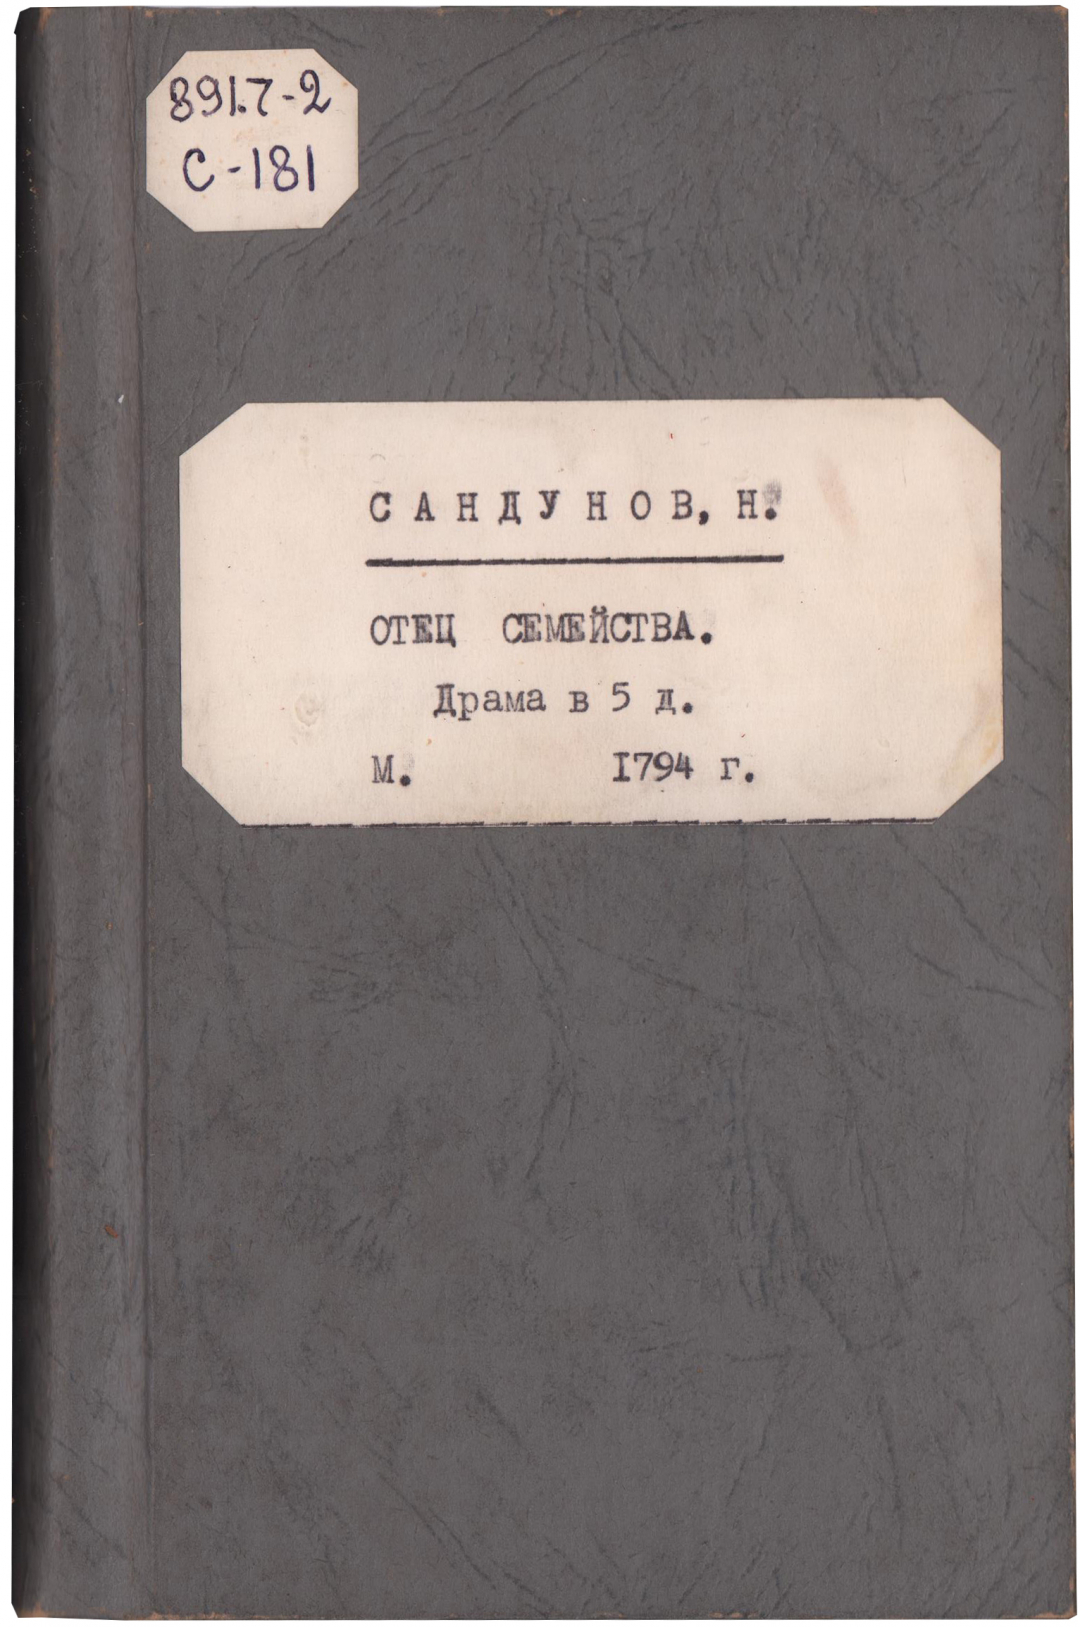 891.7-2
С-181
САНДУНОВ, Н.
ОТЕЦ СЕМЕЙСТВА.
Драма в 5 д.
М. 1794 г.